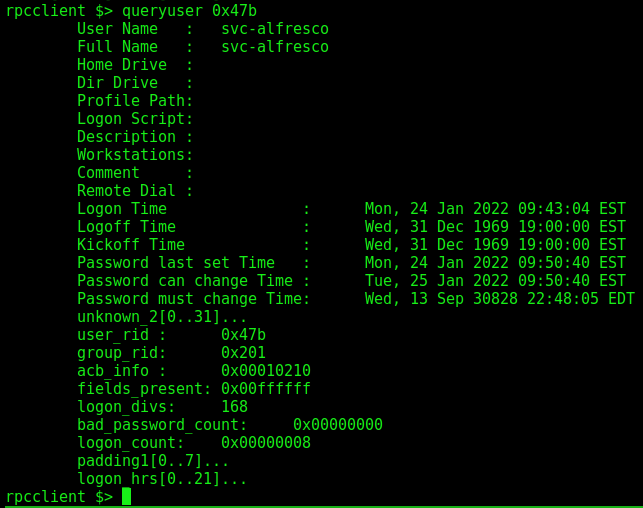 rpcclient $> queryuser 0x47b
User Name   :   svc-alfresco
Full Name   :   svc-alfresco
Home Drive  :
Dir Drive   :
Profile Path:
Logon Script:
Description :
Workstations:
Comment     :
Remote Dial :
Logon Time               :      Mon, 24 Jan 2022 09:43:04 EST
Logoff Time              :      Wed, 31 Dec 1969 19:00:00 EST
Kickoff Time             :      Wed, 31 Dec 1969 19:00:00 EST
Password last set Time   :      Mon, 24 Jan 2022 09:50:40 EST
Password can change Time :      Tue, 25 Jan 2022 09:50:40 EST
Password must change Time:      Wed, 13 Sep 30828 22:48:05 EDT
unknown_2[0..31]...
user_rid :      0x47b
group_rid:      0x201
acb_info :      0x00010210
fields_present: 0x00ffffff
logon_divs:     168
bad_password_count:     0x00000000
logon_count:    0x00000008
padding1[0..7]...
logon_hrs[0..21]...
rpcclient $>